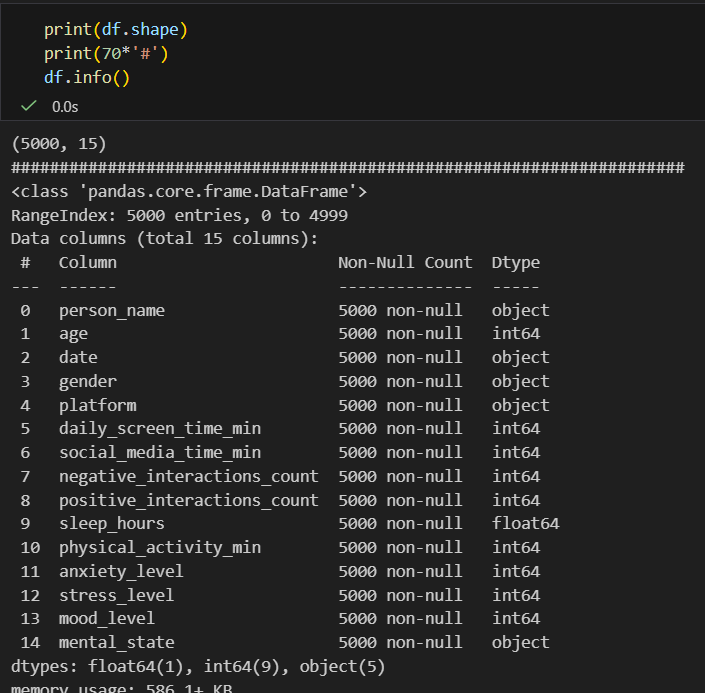 print(df.shape)
print(70*'#')
df.info()
0.0s
(5000, 15)
######################################################################
<class 'pandas.core.frame.DataFrame'>
RangeIndex: 5000 entries, 0 to 4999
Data columns (total 15 columns):
 #   Column                       Non-Null Count  Dtype
---  ------                       --------------  -----
 0   person_name                  5000 non-null   object
 1   age                          5000 non-null   int64
 2   date                         5000 non-null   object
 3   gender                       5000 non-null   object
 4   platform                     5000 non-null   object
 5   daily_screen_time_min        5000 non-null   int64
 6   social_media_time_min        5000 non-null   int64
 7   negative_interactions_count  5000 non-null   int64
 8   positive_interactions_count  5000 non-null   int64
 9   sleep_hours                  5000 non-null   float64
 10  physical_activity_min        5000 non-null   int64
 11  anxiety_level                5000 non-null   int64
 12  stress_level                 5000 non-null   int64
 13  mood_level                   5000 non-null   int64
 14  mental_state                 5000 non-null   object
dtypes: float64(1), int64(9), object(5)
memory usage: 586.1+ KB